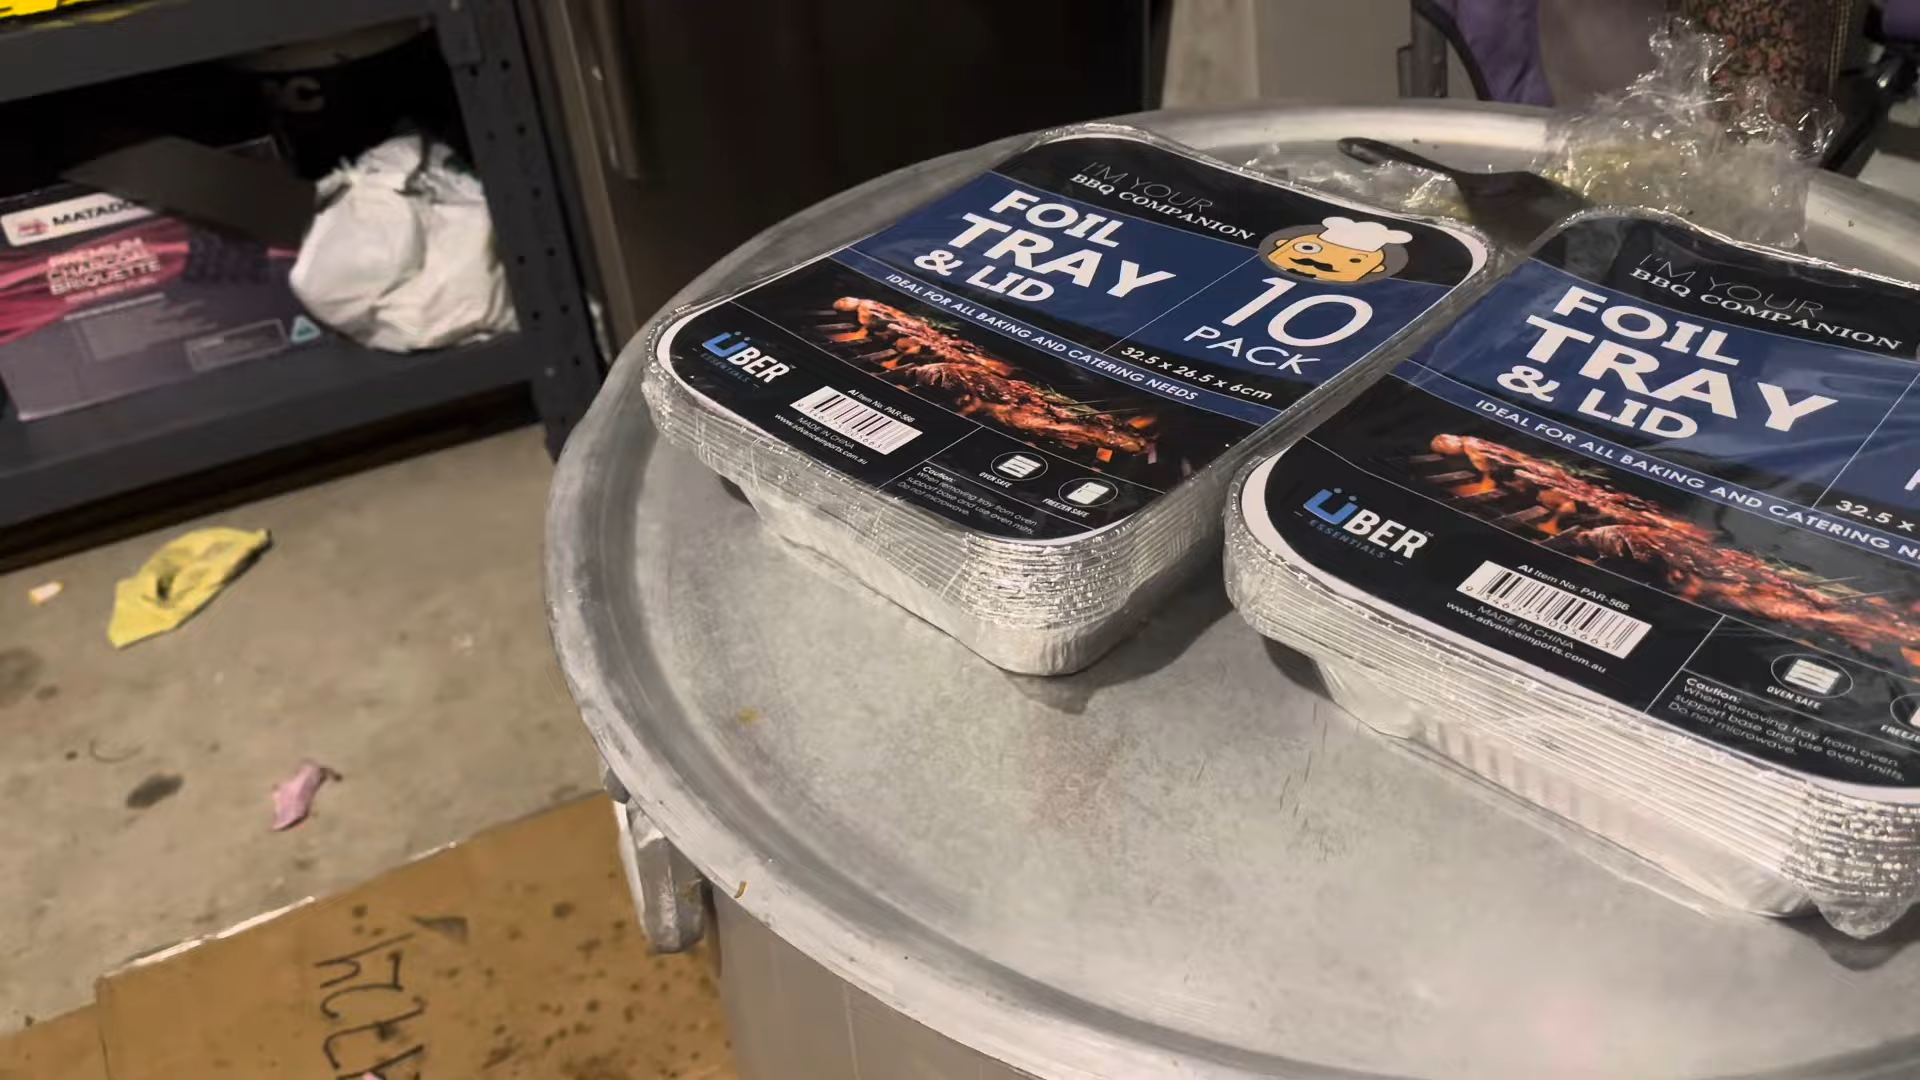 MATADO
PREMIUM
CHARCOAL
BRIQUETTE
I'M YOUR
BBQ COMPANION
FOIL
TRAY
& LID
10
PACK
32.5 x 26.5 x 6cm
IDEAL FOR ALL BAKING AND CATERING NEEDS
ÜBER
ESSENTIALS
AI Item No: PAR-566
MADE IN CHINA
www.advanceimports.com.au
OVEN SAFE
FREEZER SAFE
Caution:
When removing tray from oven
support base and use oven mitts.
Do not microwave.
I'M YOUR
BBQ COMPANION
FOIL
TRAY
& LID
32.5 x
IDEAL FOR ALL BAKING AND CATERING N
ÜBER
ESSENTIALS
AI Item No: PAR-566
MADE IN CHINA
www.advanceimports.com.au
OVEN SAFE
FREEZE
Caution:
When removing tray from oven
support base and use oven mitts.
Do not microwave.